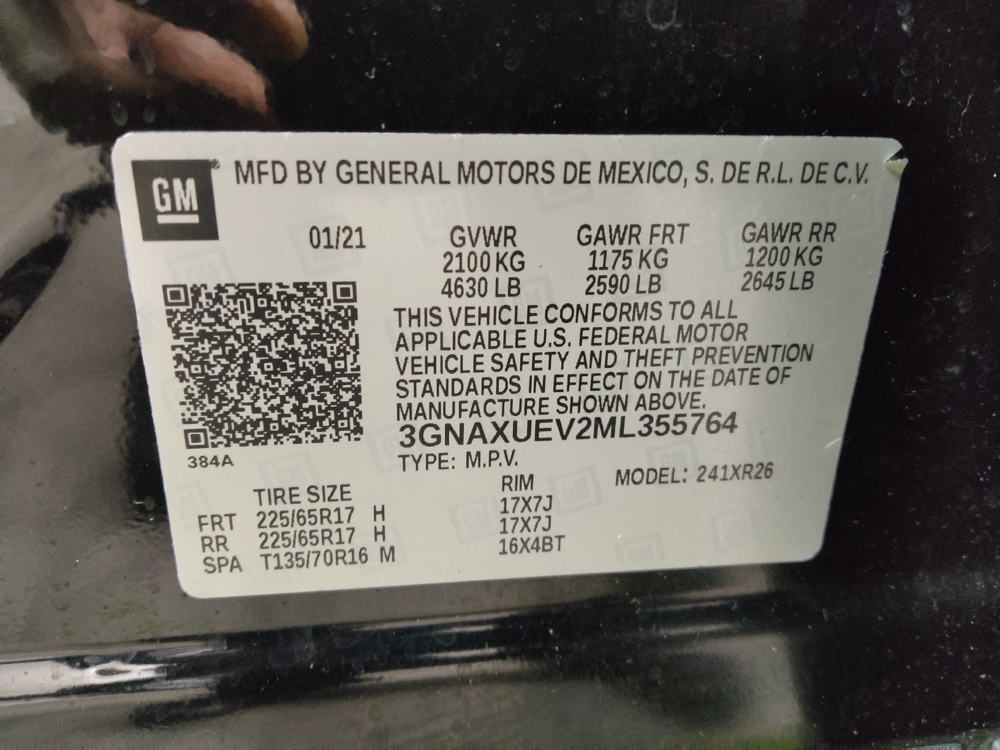 GM
MFD BY GENERAL MOTORS DE MEXICO, S. DE R.L. DE C.V.
01/21 GVWR GAWR FRT GAWR RR
2100 KG 1175 KG 1200 KG
4630 LB 2590 LB 2645 LB
THIS VEHICLE CONFORMS TO ALL
APPLICABLE U.S. FEDERAL MOTOR
VEHICLE SAFETY AND THEFT PREVENTION
STANDARDS IN EFFECT ON THE DATE OF
MANUFACTURE SHOWN ABOVE.
3GNAXUEV2ML355764
384A
TYPE: M.P.V. MODEL: 241XR26
TIRE SIZE RIM
FRT 225/65R17 H 17X7J
RR 225/65R17 H 17X7J
SPA T135/70R16 M 16X4BT